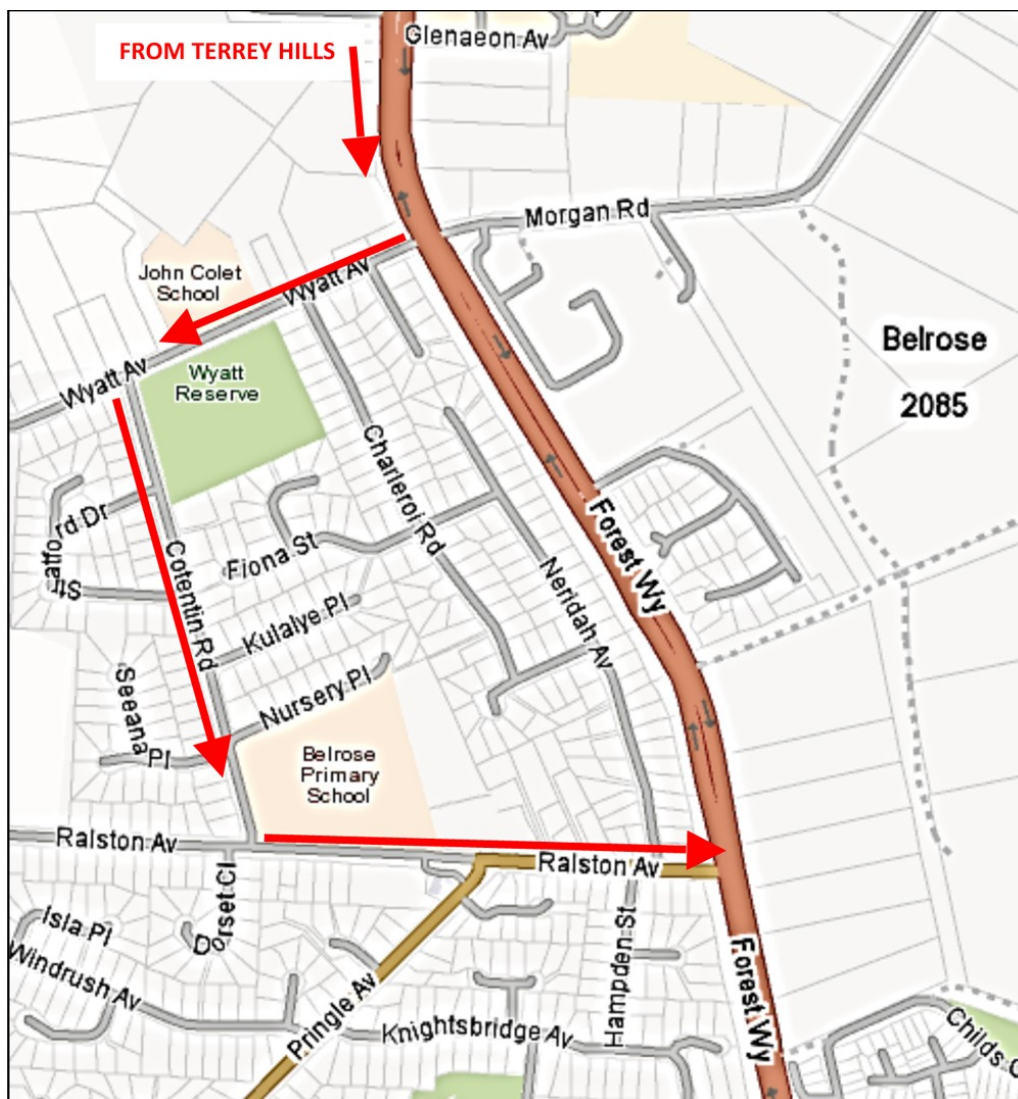 FROM TERREY HILLS
Glenaeon Av
Morgan Rd
John Colet
School
Wyatt Av
Wyatt Av
Wyatt
Reserve
Belrose
2085
Charleroi Rd
Forest Wy
Fiona St
Cotentin Rd
Neridah Av
Kulalye Pl
Nursery Pl
Seeana
Pl
Belrose
Primary
School
Ralston Av
Ralston Av
Dorset Cl
Isla Pl
Windrush Av
Pringle Av
Knightsbridge Av
Hampden St
Forest Wy
Childs